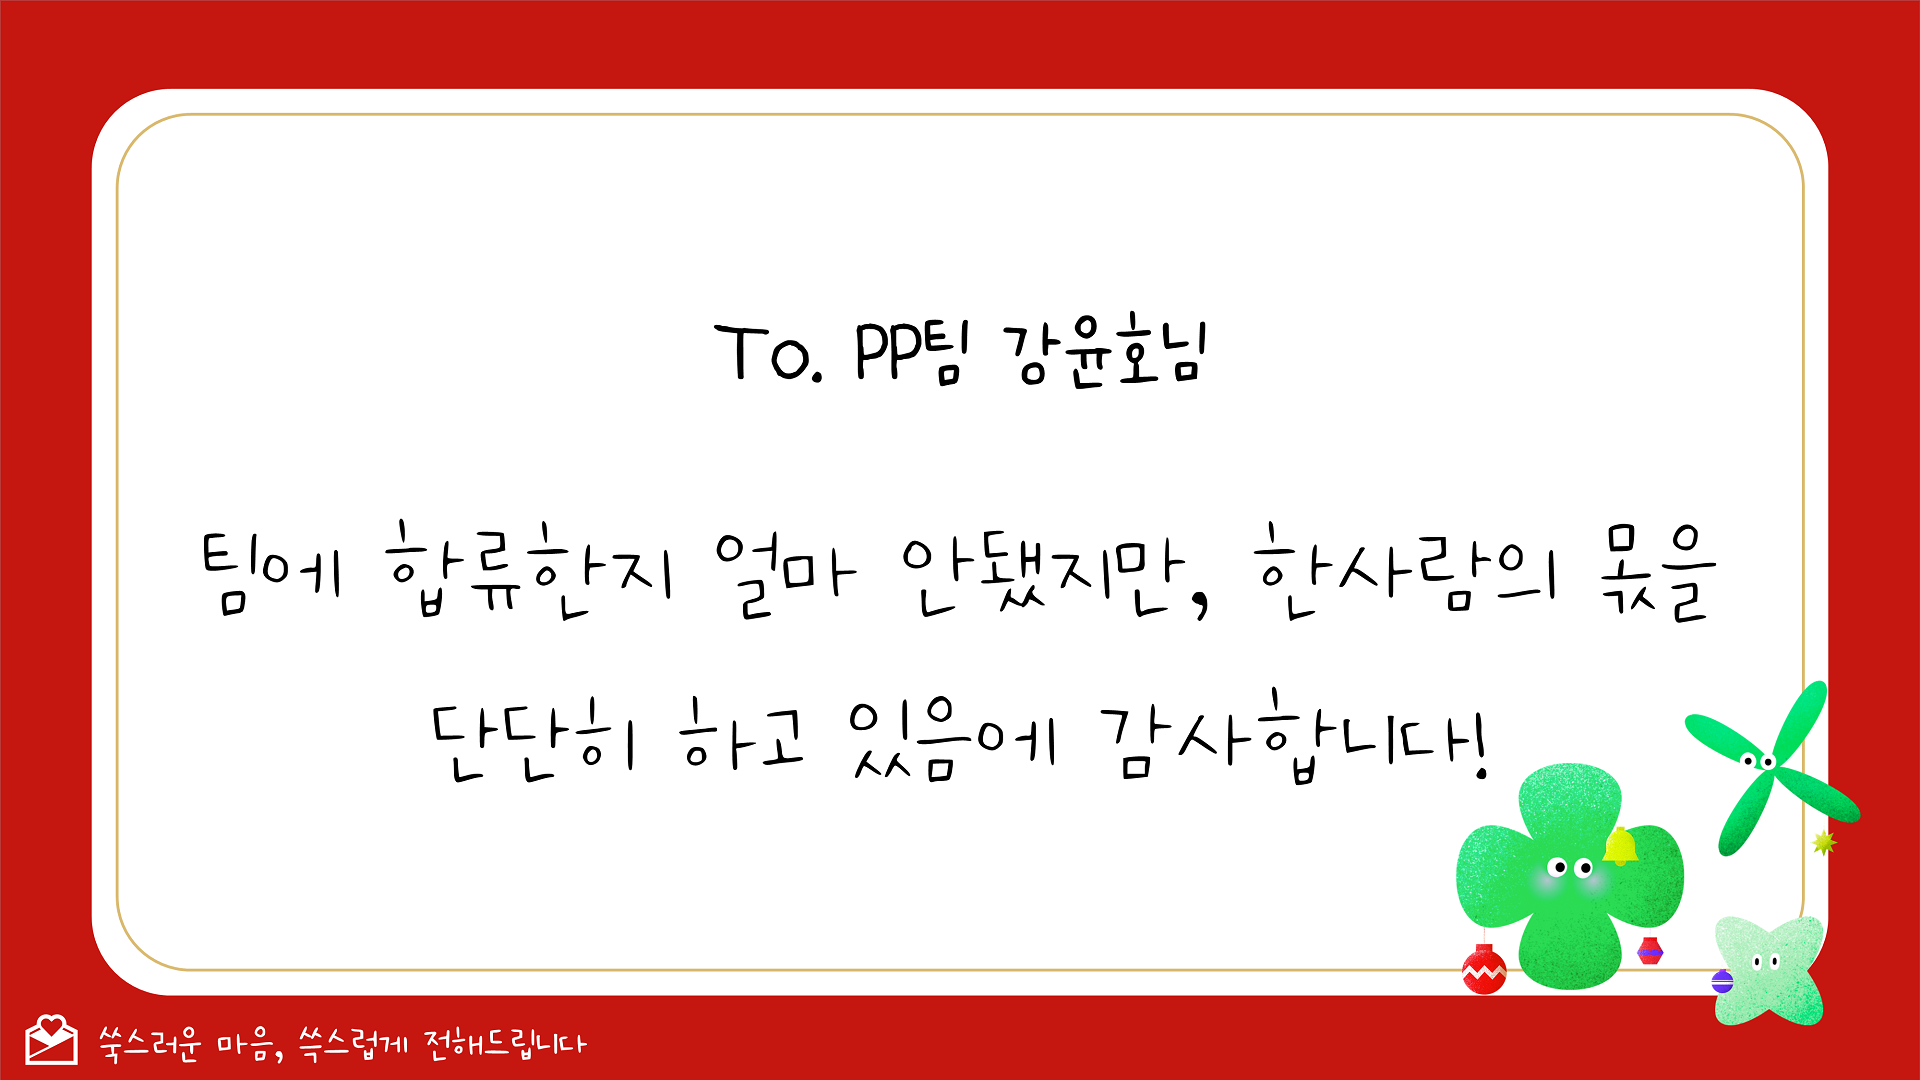 To. PP팀 강윤호님
팀에 합류한지 얼마 안됐지만, 한사람의 몫을
단단히 하고 있음에 감사합니다!
쑥스러운 마음, 쓱스럽게 전해드립니다